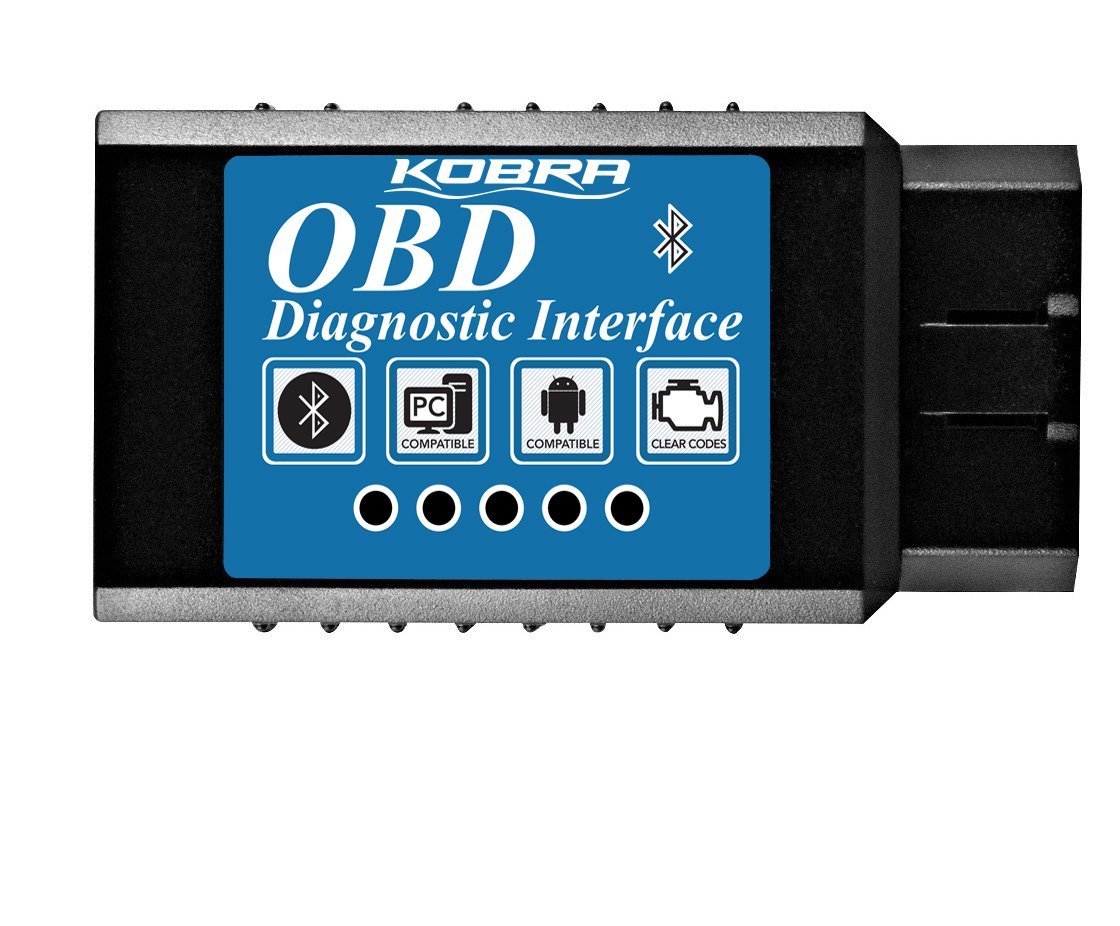 KOBRA
OBD
Diagnostic Interface
PC
COMPATIBLE
COMPATIBLE
CLEAR CODES